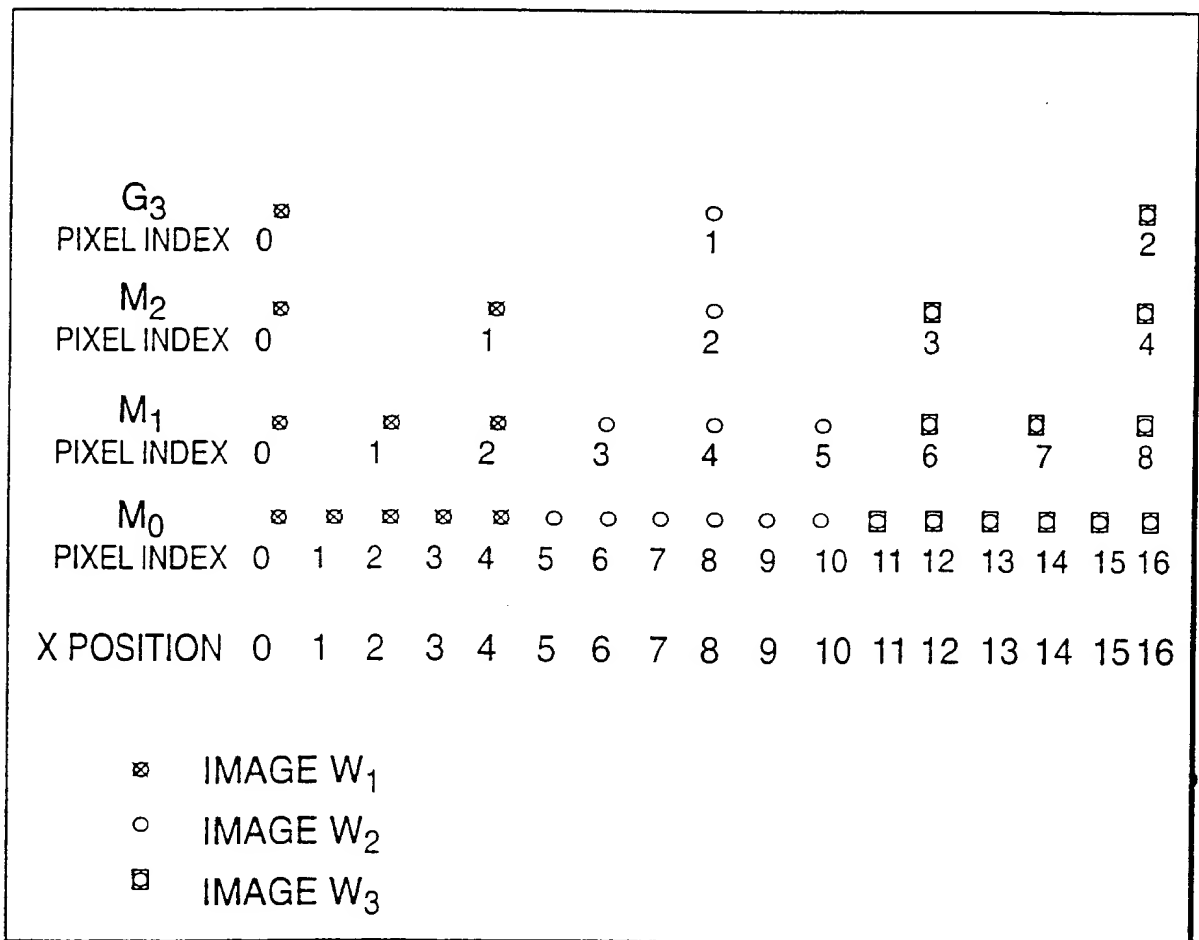 G3
PIXEL INDEX 0 1 2
M2
PIXEL INDEX 0 1 2 3 4
M1
PIXEL INDEX 0 1 2 3 4 5 6 7 8
M0
PIXEL INDEX 0 1 2 3 4 5 6 7 8 9 10 11 12 13 14 15 16
X POSITION 0 1 2 3 4 5 6 7 8 9 10 11 12 13 14 15 16
IMAGE W1
IMAGE W2
IMAGE W3